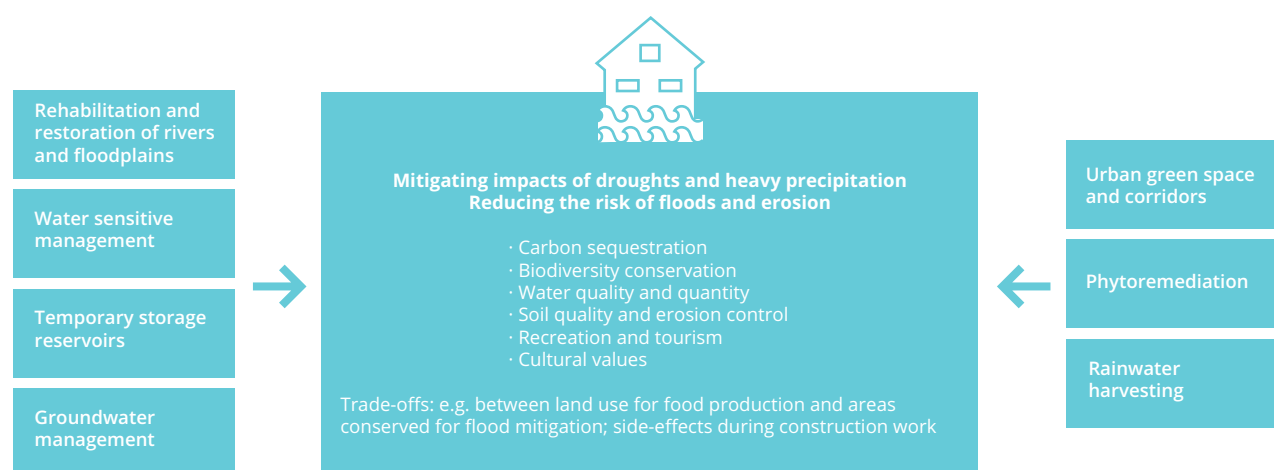 Rehabilitation and
restoration of rivers
and floodplains
Water sensitive
management
Temporary storage
reservoirs
Groundwater
management
Mitigating impacts of droughts and heavy precipitation
Reducing the risk of floods and erosion
· Carbon sequestration
· Biodiversity conservation
· Water quality and quantity
· Soil quality and erosion control
· Recreation and tourism
· Cultural values
Trade-offs: e.g. between land use for food production and areas
conserved for flood mitigation; side-effects during construction work
Urban green space
and corridors
Phytoremediation
Rainwater
harvesting